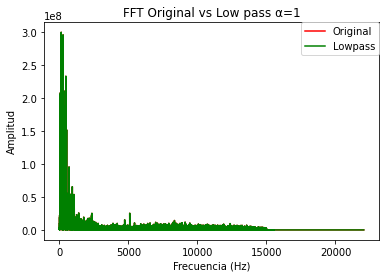 FFT Original vs Low pass α=1
1e8
Original
Lowpass
3.0
2.5
2.0
1.5
1.0
0.5
0.0
Amplitud
0 5000 10000 15000 20000
Frecuencia (Hz)